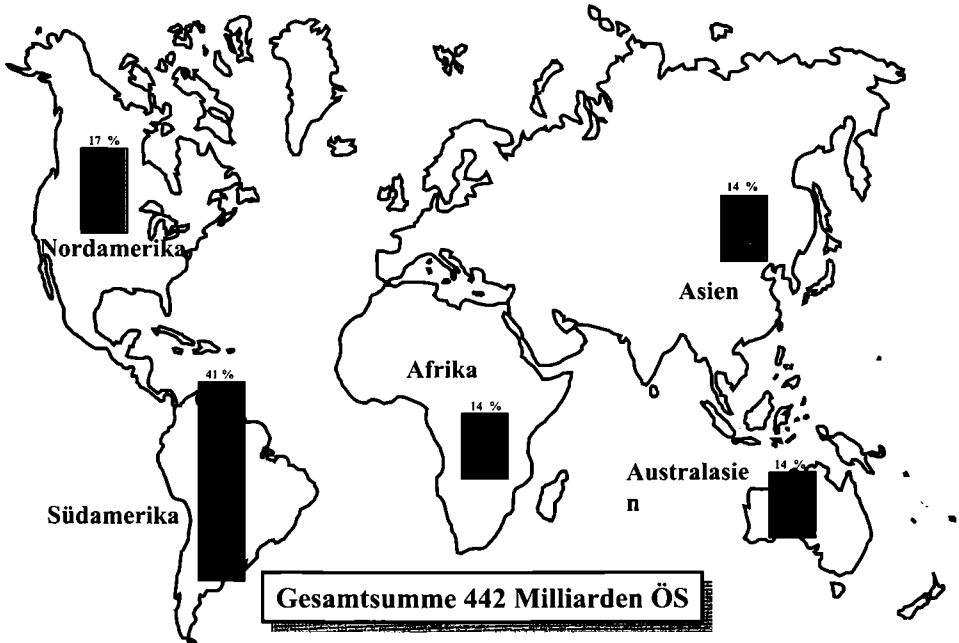 17 %
Nordamerika
14 %
Asien
41 %
Südamerika
Afrika
14 %
Australasie
n
14 %
Gesamtsumme 442 Milliarden ÖS